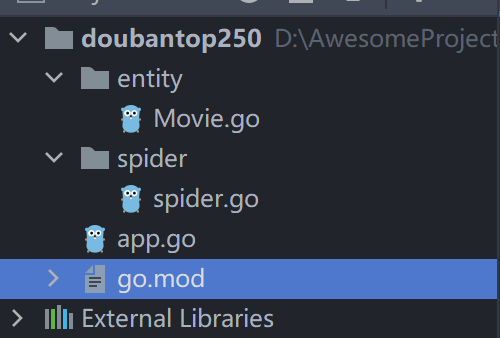 doubantop250 D:\AwesomeProject
entity
Movie.go
spider
spider.go
app.go
go.mod
External Libraries